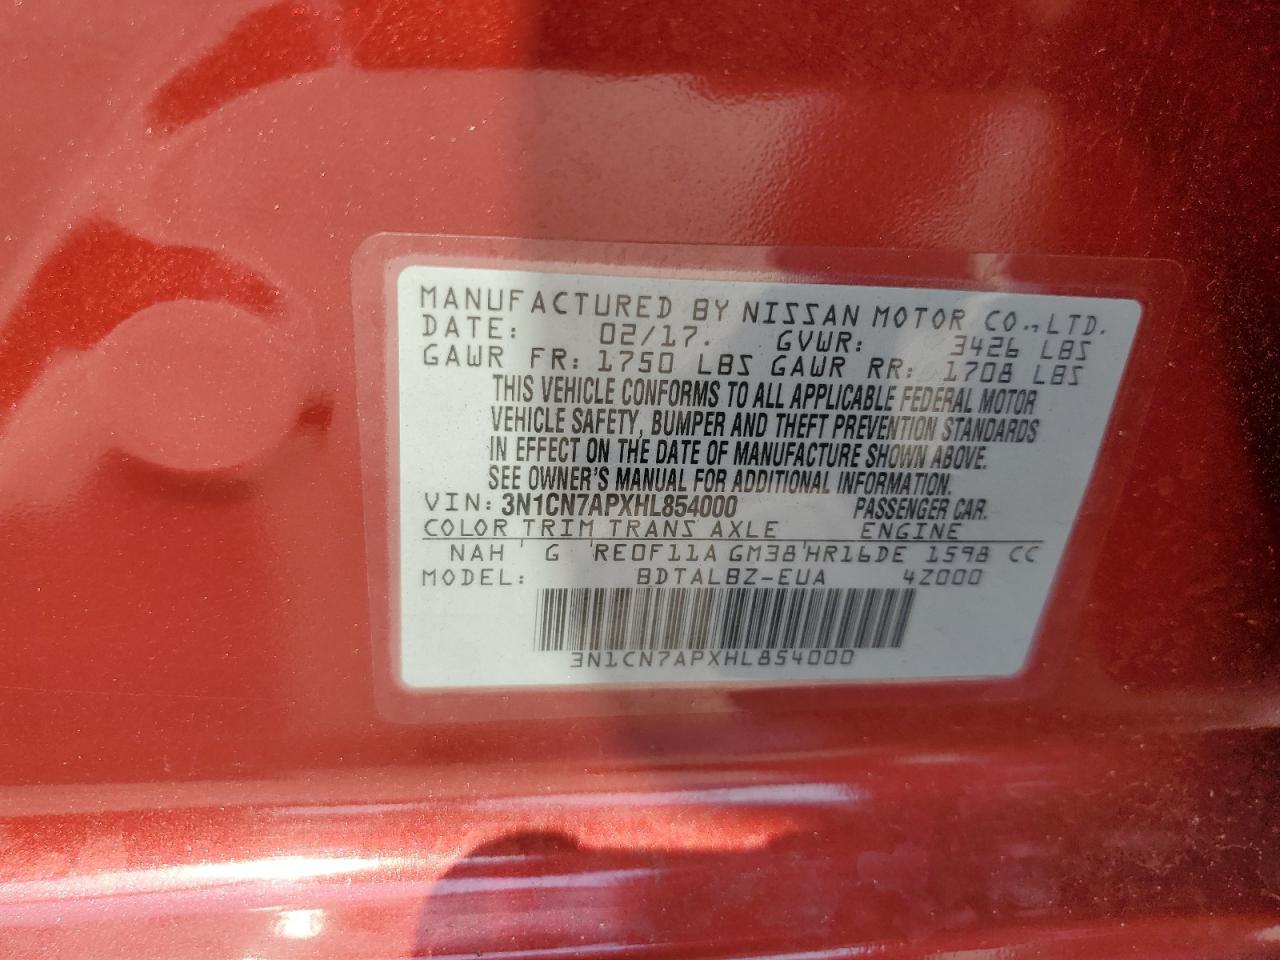 MANUFACTURED BY NISSAN MOTOR CO., LTD.
DATE: 02/17. GVWR: 3426 LBS
GAWR FR: 1750 LBS GAWR RR: 1708 LBS
THIS VEHICLE CONFORMS TO ALL APPLICABLE FEDERAL MOTOR
VEHICLE SAFETY, BUMPER AND THEFT PREVENTION STANDARDS
IN EFFECT ON THE DATE OF MANUFACTURE SHOWN ABOVE.
SEE OWNER'S MANUAL FOR ADDITIONAL INFORMATION.
VIN: 3N1CN7APXHL854000 PASSENGER CAR.
COLOR TRIM TRANS AXLE ENGINE
NAH G RE0F11A GM38 HR16DE 1598 CC
MODEL: BDTALBZ-EUA 4Z000
3N1CN7APXHL854000